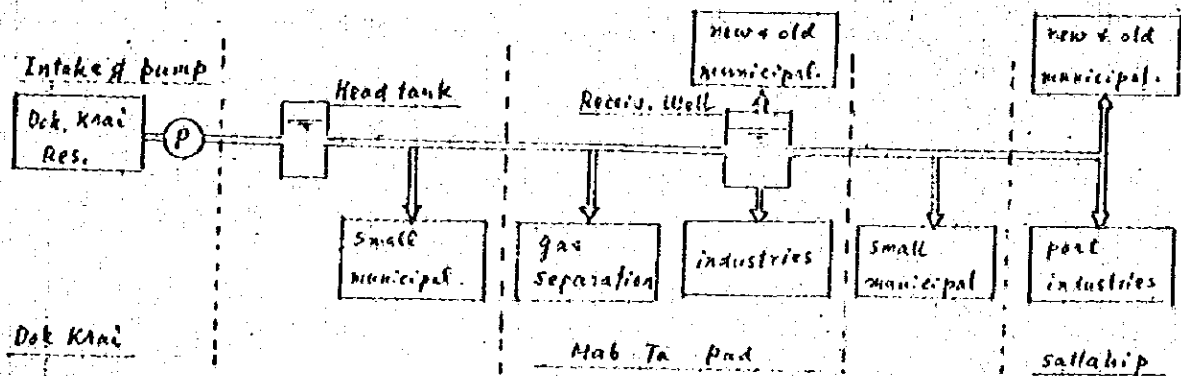 Intake & pump
Dok. Krai
Res.
P
Head tank
small
municipal.
gas
separation
Receiv. Well
new & old
municipal.
industries
small
municipal
new & old
municipal.
port
industries
Dok Krai
Mab Ta Pud
sattahip